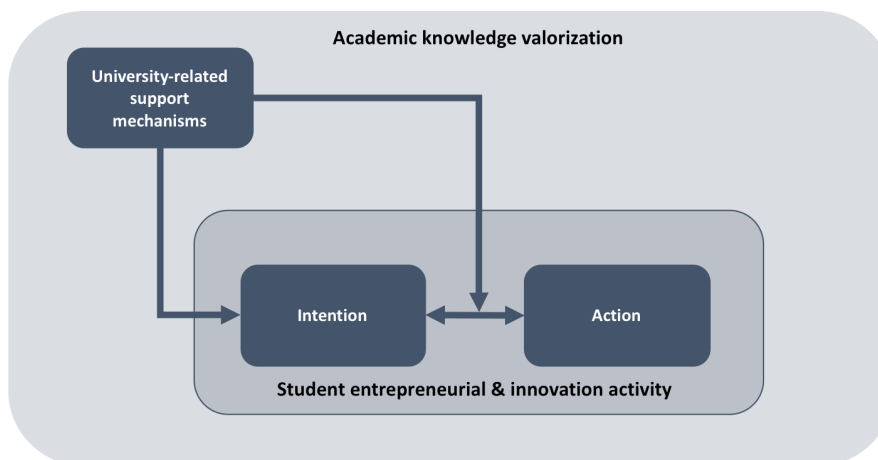 Academic knowledge valorization
University-related
support
mechanisms
Intention
Action
Student entrepreneurial & innovation activity